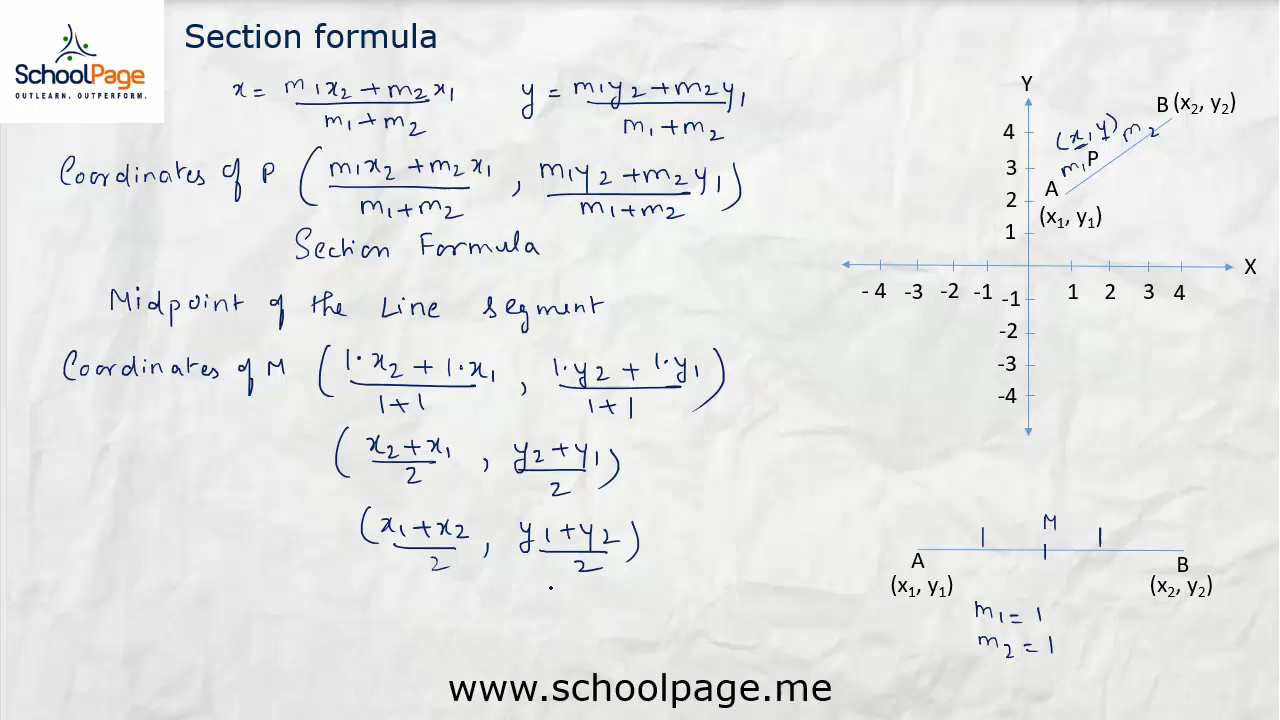 SchoolPage
OUTLEARN. OUTPERFORM.
Section formula
x = (m1x2 + m2x1)/(m1 + m2)    y = (m1y2 + m2y1)/(m1 + m2)
Coordinates of P ( (m1x2 + m2x1)/(m1 + m2) , (m1y2 + m2y1)/(m1 + m2) )
Section Formula
Midpoint of the Line segment
Coordinates of M ( (1·x2 + 1·x1)/(1+1) , (1·y2 + 1·y1)/(1+1) )
( (x2 + x1)/2 , (y2 + y1)/2 )
( (x1 + x2)/2 , (y1 + y2)/2 )
Y
B (x2, y2)
(x, y) m2
m1 P
A
(x1, y1)
4
3
2
1
X
-4 -3 -2 -1 1 2 3 4
-1
-2
-3
-4
M
1 1
A B
(x1, y1) (x2, y2)
m1 = 1
m2 = 1
www.schoolpage.me